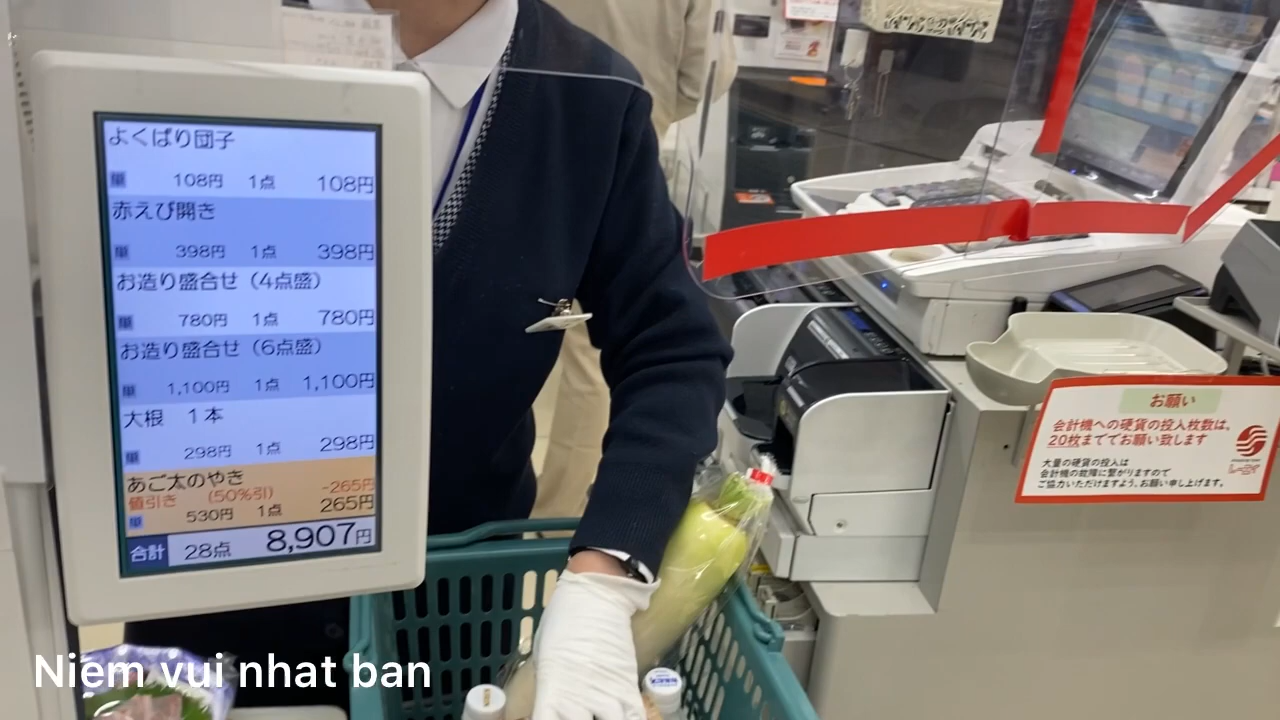 よくばり団子
単 108円 1点 108円
赤えび開き
単 398円 1点 398円
お造り盛合せ（4点盛）
単 780円 1点 780円
お造り盛合せ（6点盛）
単 1,100円 1点 1,100円
大根 1本
単 298円 1点 298円
あご太のやき
値引き （50%引） -265円
単 530円 1点 265円
合計 28点 8,907円
お願い
会計機への硬貨の投入枚数は、
20枚まででお願い致します
大量の硬貨の投入は
会計機の故障に繋がりますので
ご協力いただけますよう、お願い申し上げます。
Niềm vui nhat ban